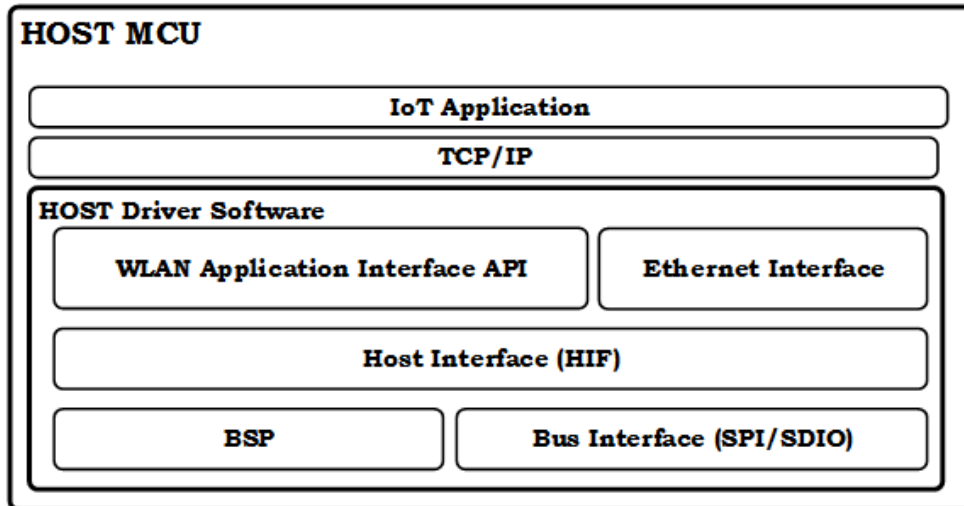 HOST MCU
IoT Application
TCP/IP
HOST Driver Software
WLAN Application Interface API
Ethernet Interface
Host Interface (HIF)
BSP
Bus Interface (SPI/SDIO)